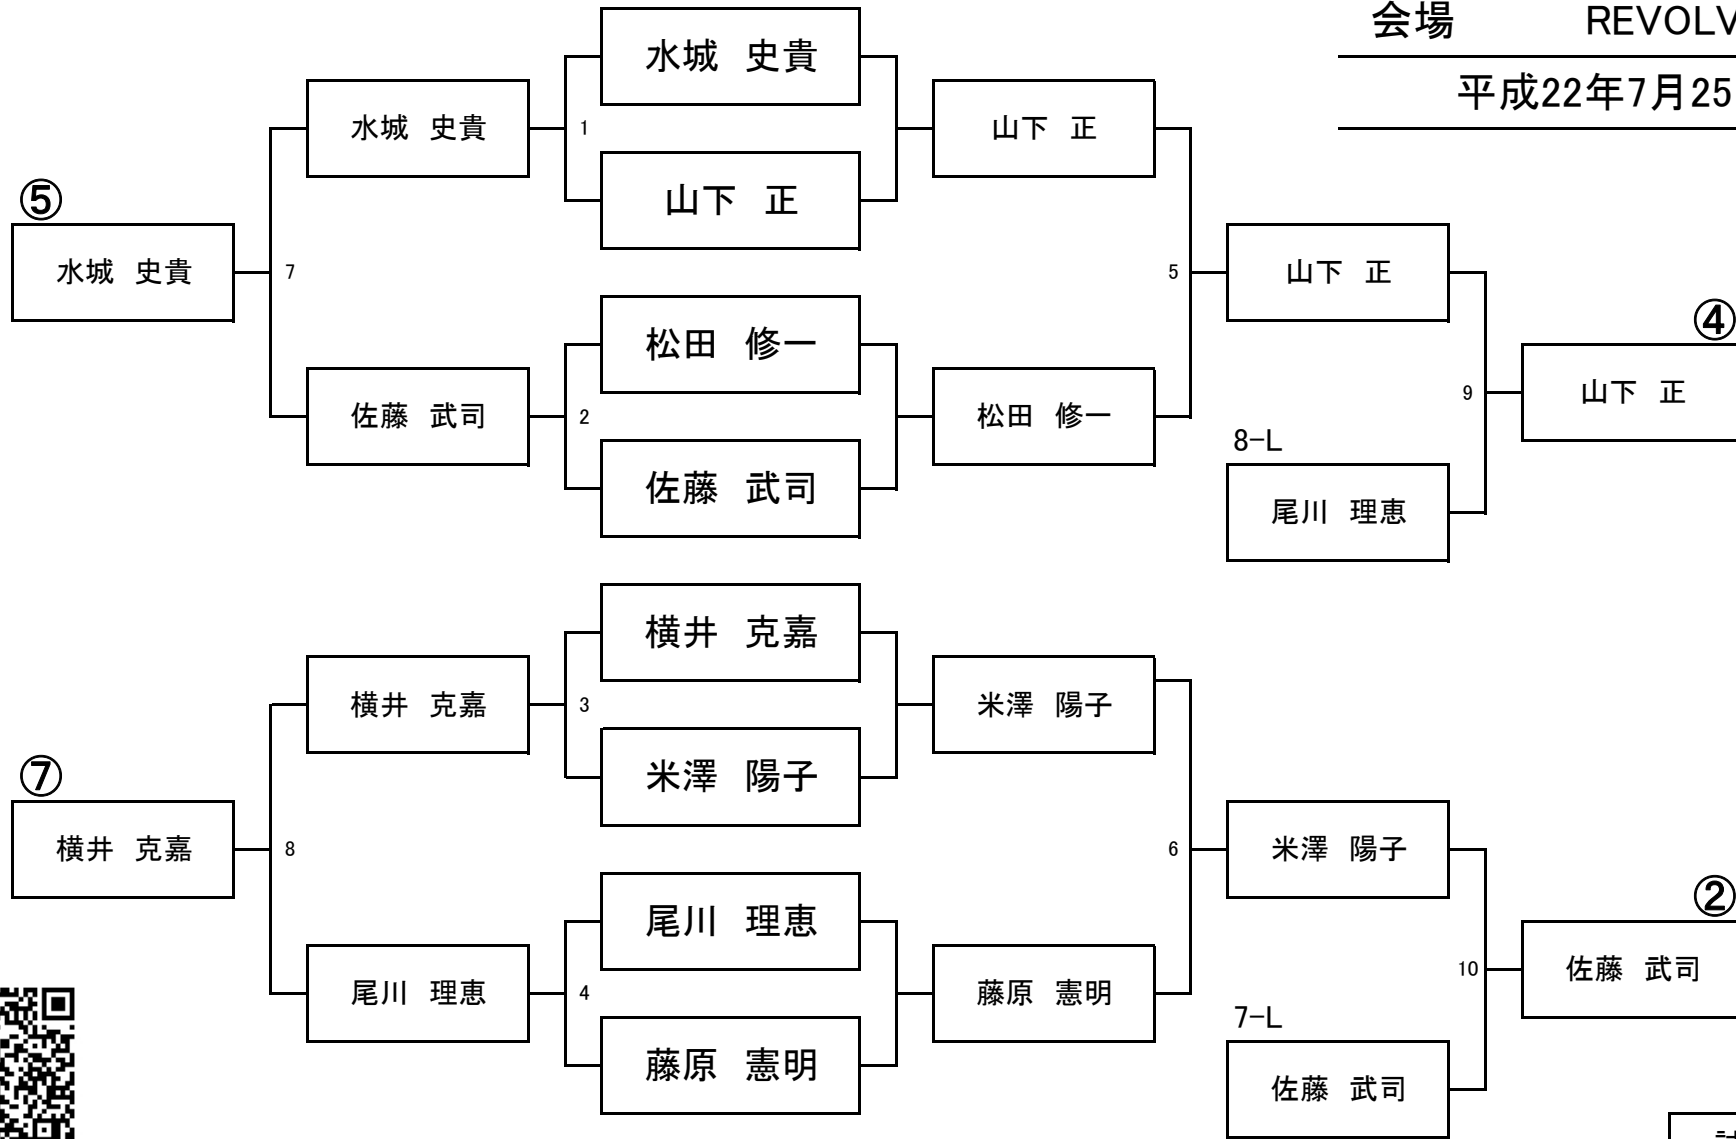 会場 REVOLV
平成22年7月25
水城 史貴
水城 史貴
1
山下 正
山下 正
⑤
水城 史貴
7
5
山下 正
松田 修一
④
山下 正
9
佐藤 武司
2
松田 修一
8-L
佐藤 武司
尾川 理恵
横井 克嘉
横井 克嘉
3
米澤 陽子
米澤 陽子
⑦
横井 克嘉
8
6
米澤 陽子
尾川 理恵
②
佐藤 武司
10
尾川 理恵
4
藤原 憲明
7-L
藤原 憲明
佐藤 武司